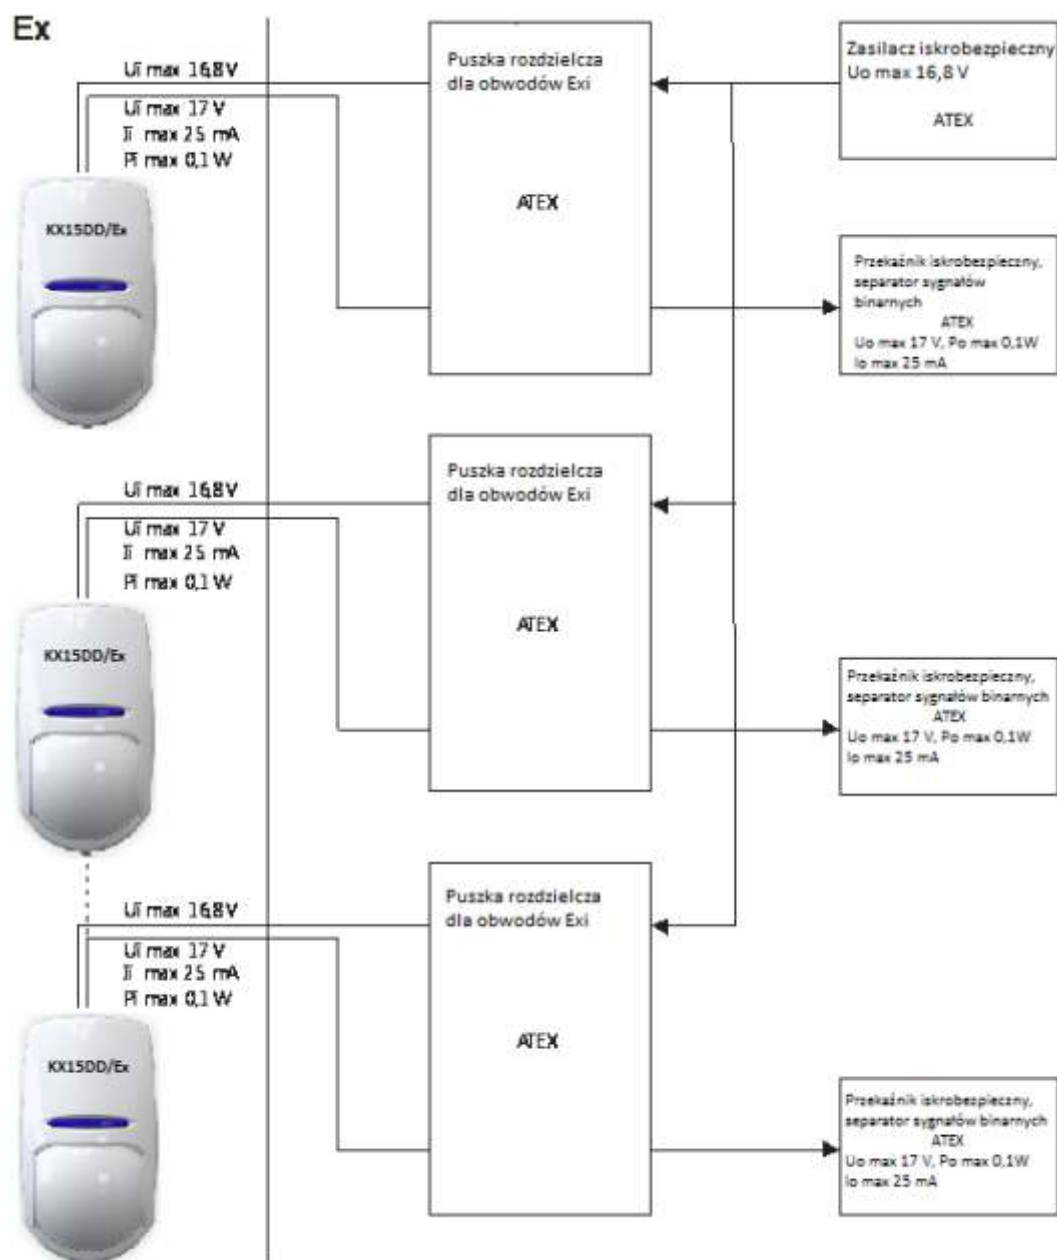 Ex
Ui max 16,8 V
Ui max 17 V
Ii max 25 mA
Pi max 0,1 W
KX15DD/Ex
Puszka rozdzielcza
dla obwodów Exi
ATEX
Zasilacz iskrobezpieczny
Uo max 16,8 V
ATEX
Przekaźnik iskrobezpieczny,
separator sygnałów
binarnych
ATEX
Uo max 17 V, Po max 0,1W
Io max 25 mA
Ui max 16,8 V
Ui max 17 V
Ii max 25 mA
Pi max 0,1 W
KX15DD/Ex
Puszka rozdzielcza
dla obwodów Exi
ATEX
Przekaźnik iskrobezpieczny,
separator sygnałów binarnych
ATEX
Uo max 17 V, Po max 0,1W
Io max 25 mA
Ui max 16,8 V
Ui max 17 V
Ii max 25 mA
Pi max 0,1 W
KX15DD/Ex
Puszka rozdzielcza
dla obwodów Exi
ATEX
Przekaźnik iskrobezpieczny,
separator sygnałów binarnych
ATEX
Uo max 17 V, Po max 0,1W
Io max 25 mA